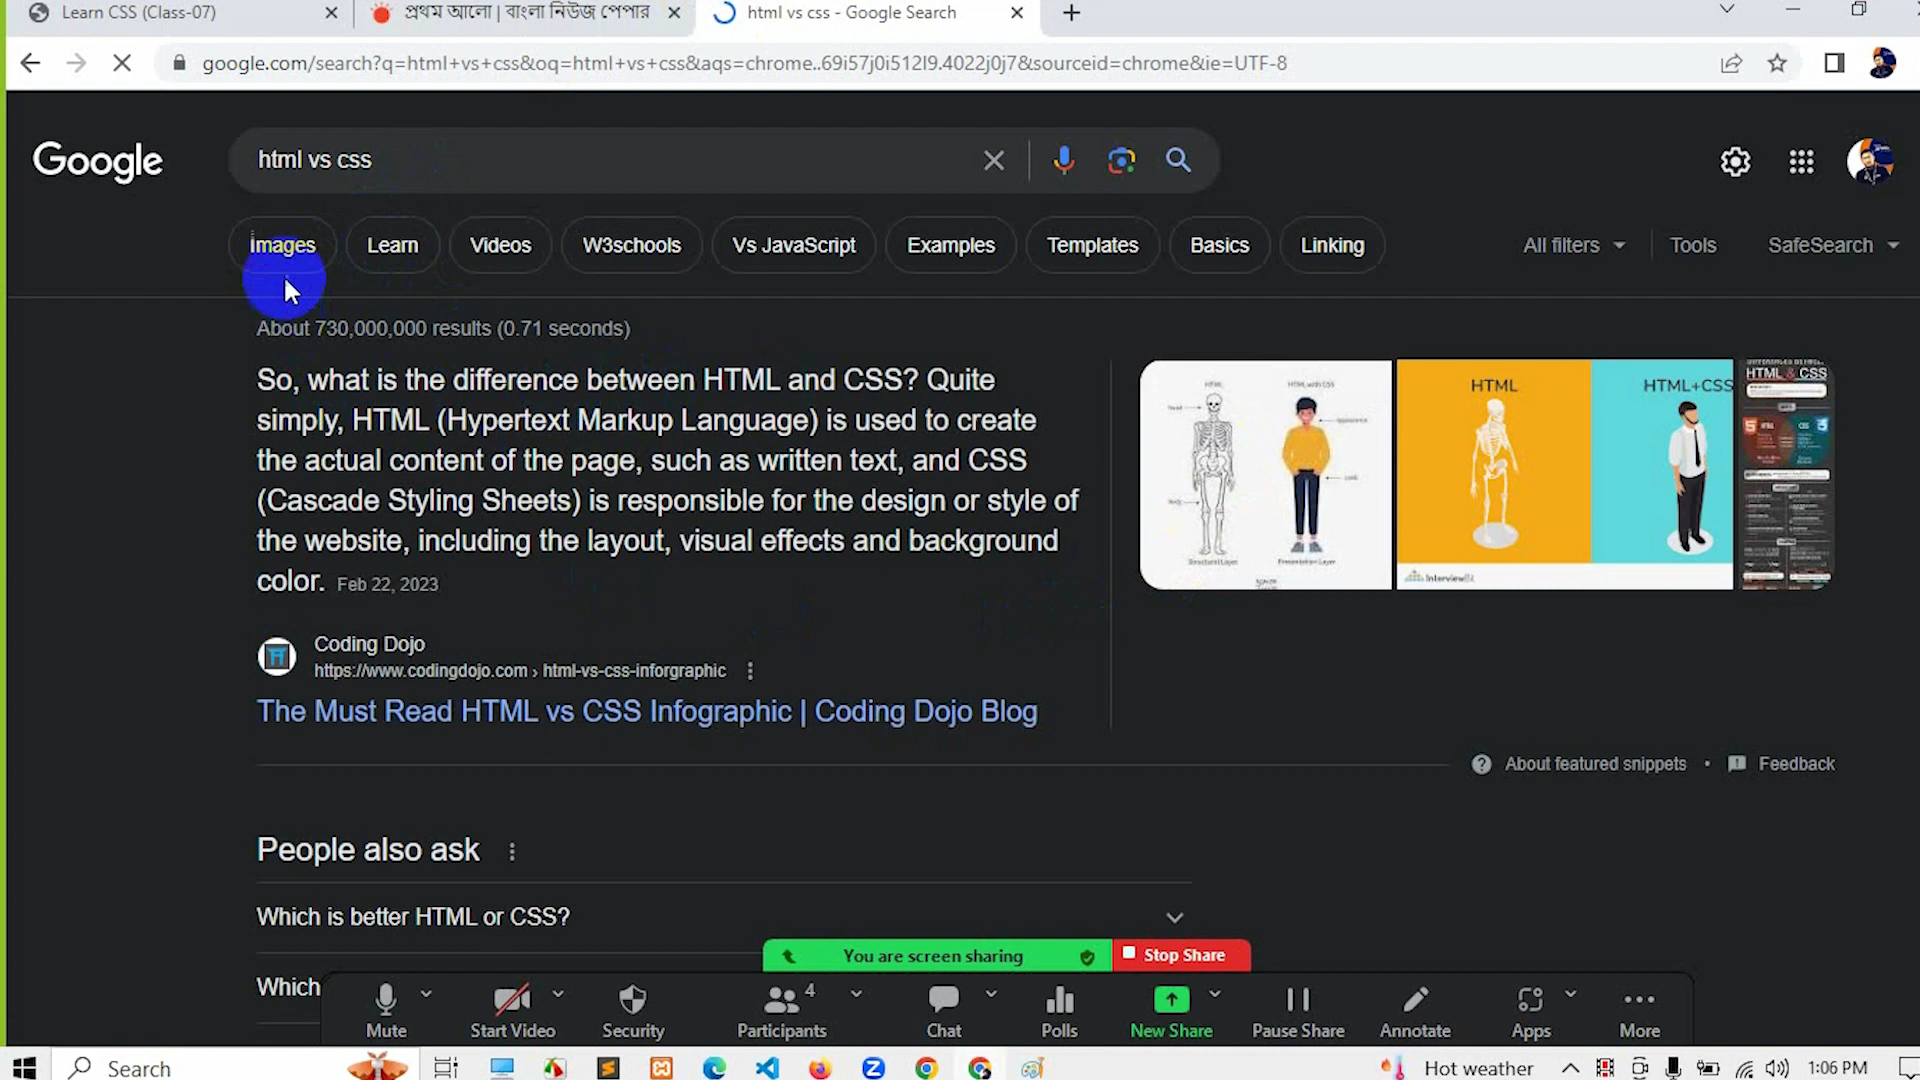 Learn CSS (Class-07)
প্রথম আলো | বাংলা নিউজ পেপার
html vs css - Google Search
google.com/search?q=html+vs+css&oq=html+vs+css&aqs=chrome..69i57j0i512l9.4022j0j7&sourceid=chrome&ie=UTF-8
Google
html vs css
Images
Learn
Videos
W3schools
Vs JavaScript
Examples
Templates
Basics
Linking
All filters
Tools
SafeSearch
About 730,000,000 results (0.71 seconds)
So, what is the difference between HTML and CSS? Quite
simply, HTML (Hypertext Markup Language) is used to create
the actual content of the page, such as written text, and CSS
(Cascade Styling Sheets) is responsible for the design or style of
the website, including the layout, visual effects and background
color. Feb 22, 2023
HTML
HTML with CSS
Structural Layer
Presentation Layer
HTML
HTML+CSS
InterviewBit
HTML & CSS
Coding Dojo
https://www.codingdojo.com › html-vs-css-inforgraphic
The Must Read HTML vs CSS Infographic | Coding Dojo Blog
About featured snippets
•
Feedback
People also ask
Which is better HTML or CSS?
Which
You are screen sharing
Stop Share
Mute
Start Video
Security
4
Participants
Chat
Polls
New Share
Pause Share
Annotate
Apps
More
Search
Hot weather
1:06 PM